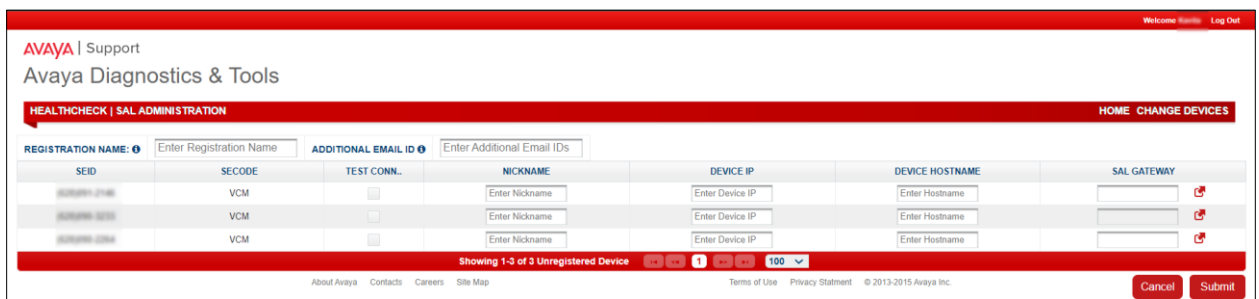 Welcome Log Out
AVAYA | Support
Avaya Diagnostics & Tools
HEALTHCHECK | SAL ADMINISTRATION HOME CHANGE DEVICES
REGISTRATION NAME: Enter Registration Name ADDITIONAL EMAIL ID Enter Additional Email IDs
SEID SECODE TEST CONN.. NICKNAME DEVICE IP DEVICE HOSTNAME SAL GATEWAY
VCM Enter Nickname Enter Device IP Enter Hostname
VCM Enter Nickname Enter Device IP Enter Hostname
VCM Enter Nickname Enter Device IP Enter Hostname
Showing 1-3 of 3 Unregistered Device 1 100
About Avaya Contacts Careers Site Map Terms of Use Privacy Statment © 2013-2015 Avaya Inc. Cancel Submit